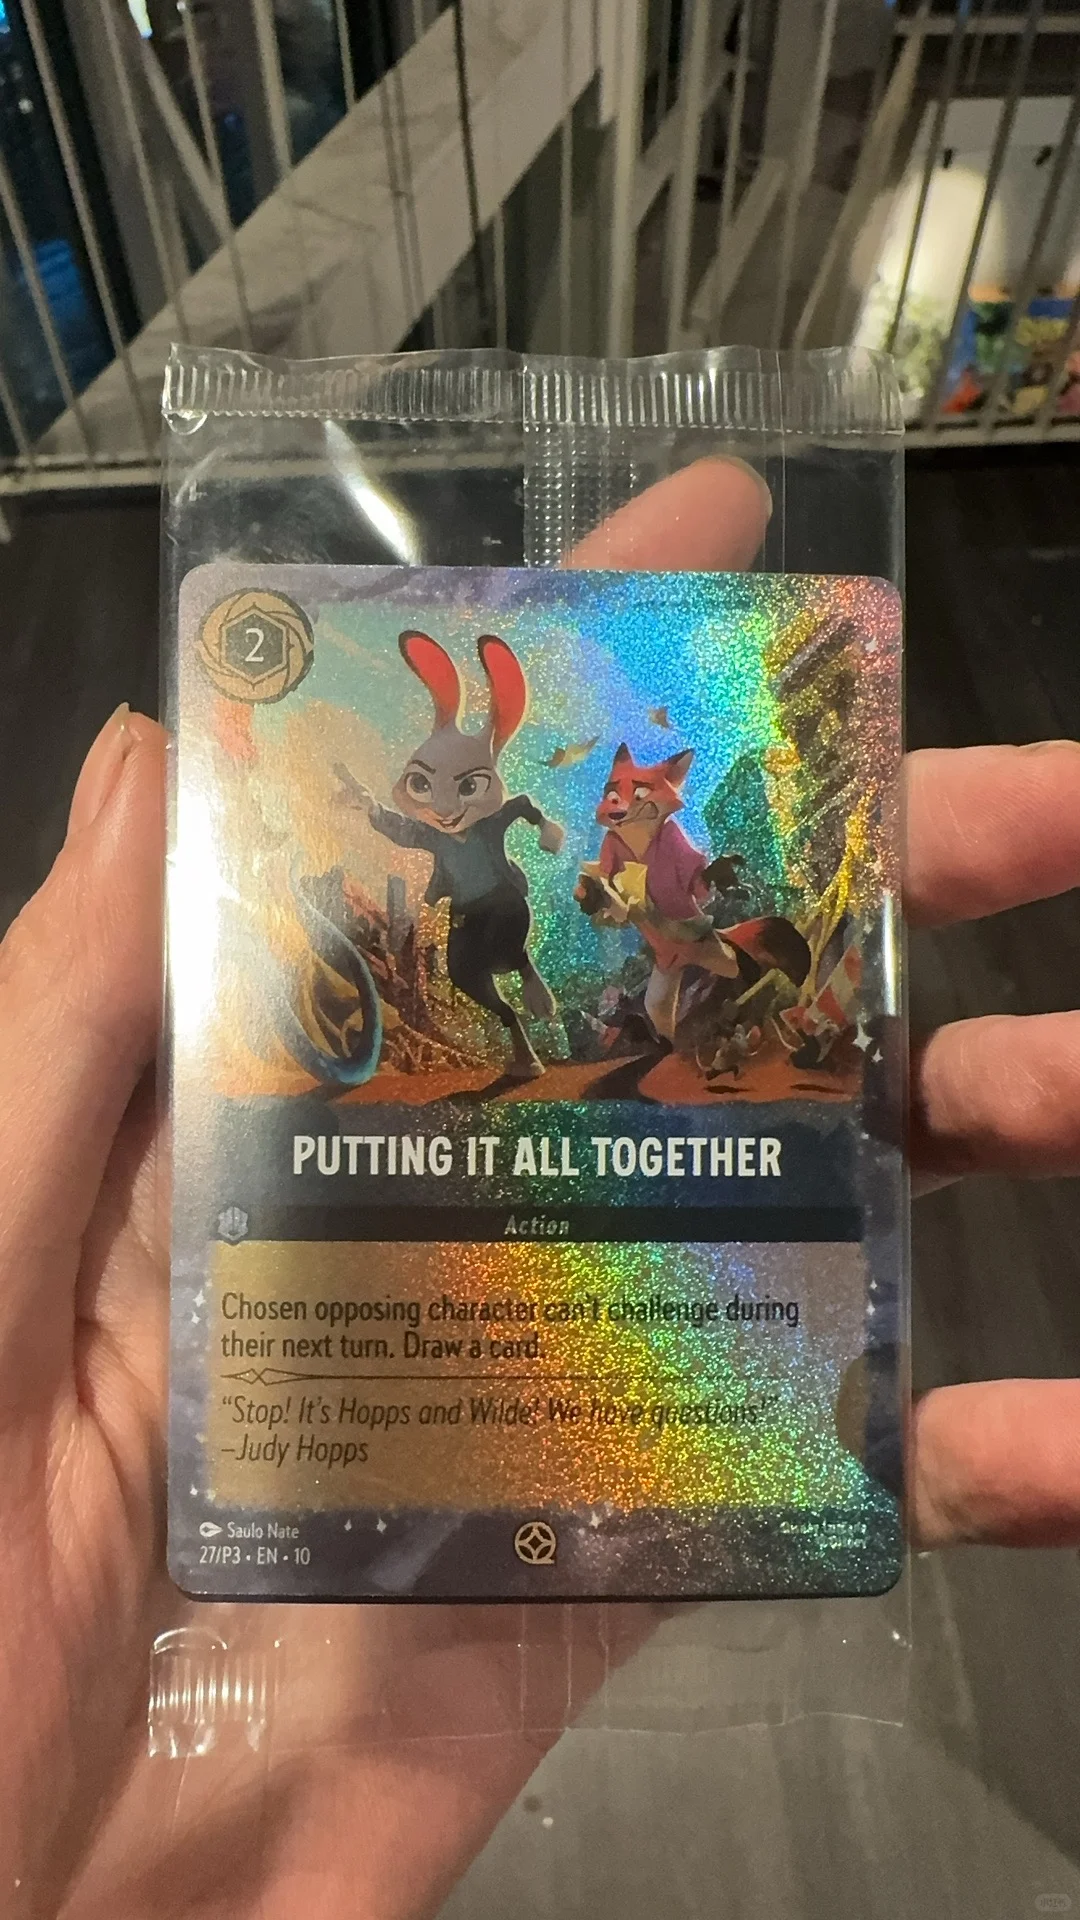 2
PUTTING IT ALL TOGETHER
Action
Chosen opposing character can't challenge during
their next turn. Draw a card.
“Stop! It's Hopps and Wilde! We have questions!”
–Judy Hopps
Saulo Nate
27/P3 • EN • 10